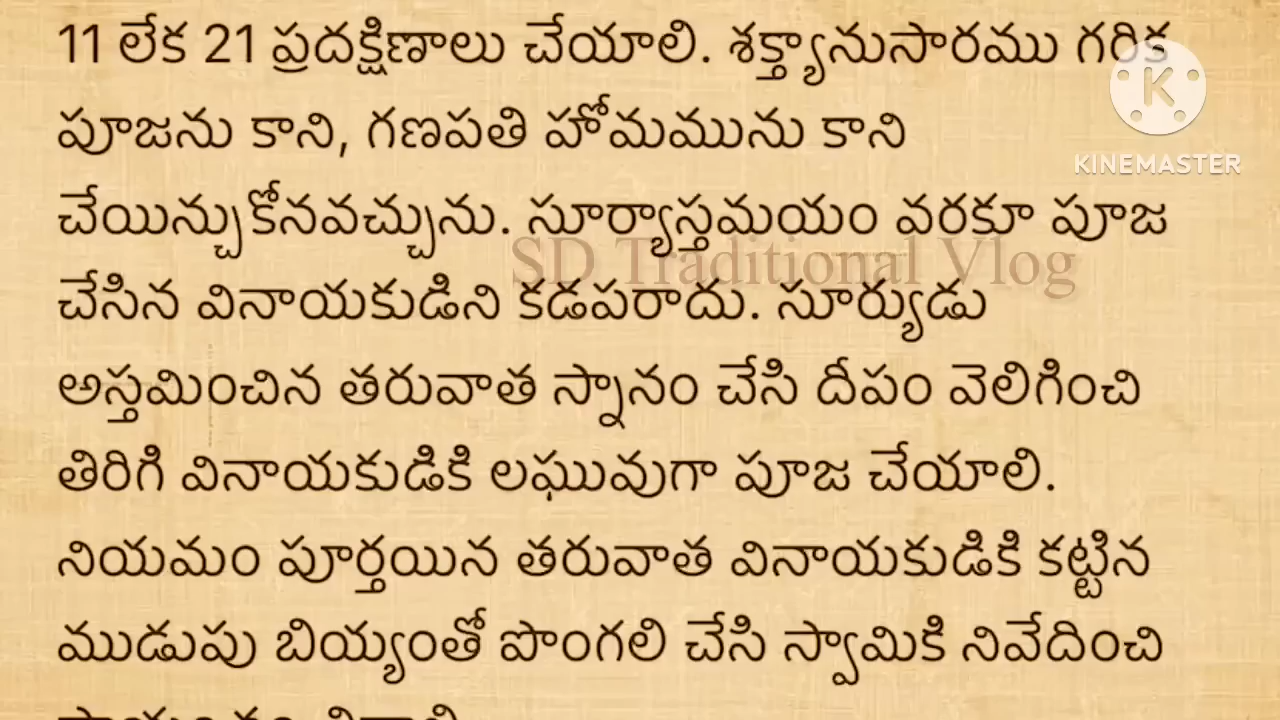 11 లేక 21 ప్రదక్షిణాలు చేయాలి. శక్త్యానుసారము గరిక
పూజను కాని, గణపతి హోమమును కాని
KINEMASTER
చేయిన్చుకోనవచ్చును. సూర్యాస్తమయం వరకూ పూజ
SD Traditional Vlog
చేసిన వినాయకుడిని కడపరాదు. సూర్యుడు
అస్తమించిన తరువాత స్నానం చేసి దీపం వెలిగించి
తిరిగి వినాయకుడికి లఘువుగా పూజ చేయాలి.
నియమం పూర్తయిన తరువాత వినాయకుడికి కట్టిన
ముడుపు బియ్యంతో పొంగలి చేసి స్వామికి నివేదించి